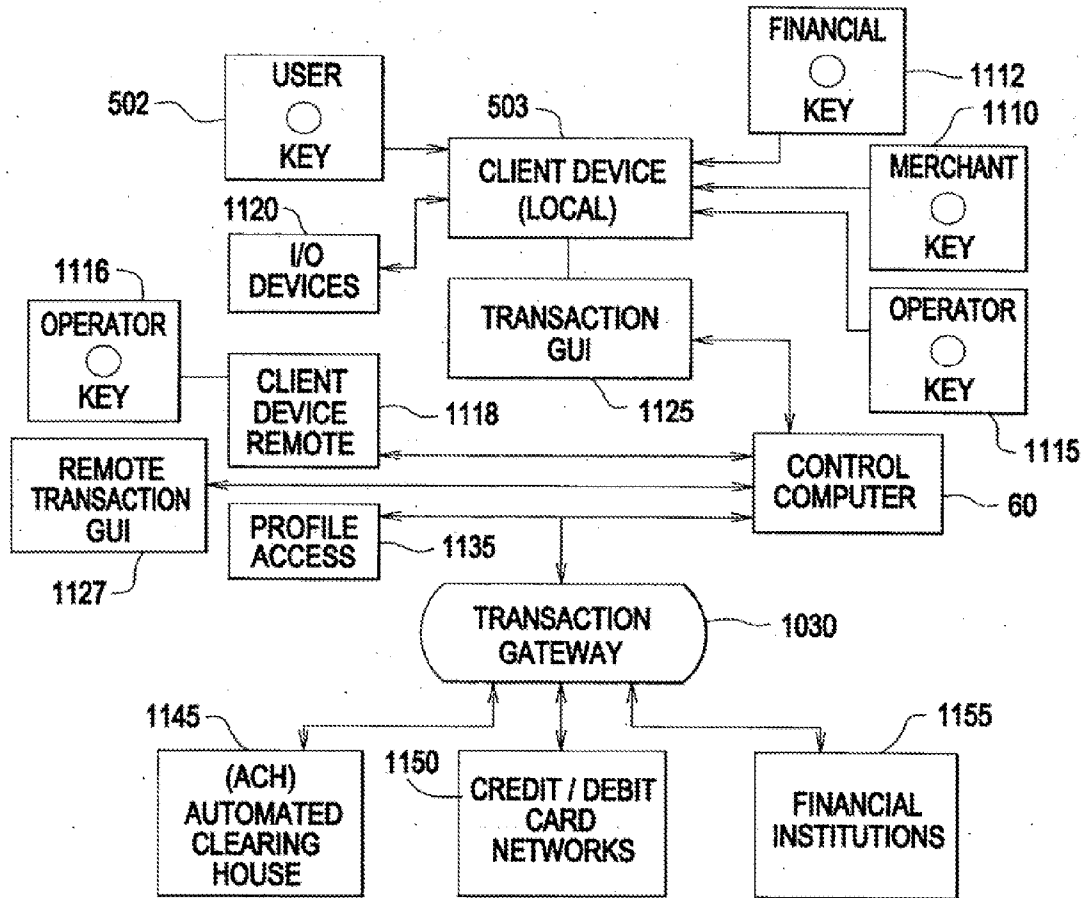 FINANCIAL
KEY
1112
USER
KEY
502
503
CLIENT DEVICE
(LOCAL)
1110
MERCHANT
KEY
1120
I/O
DEVICES
1116
OPERATOR
KEY
TRANSACTION
GUI
1125
OPERATOR
KEY
1115
CLIENT
DEVICE
REMOTE
1118
REMOTE
TRANSACTION
GUI
1127
CONTROL
COMPUTER
60
PROFILE
ACCESS
1135
TRANSACTION
GATEWAY
1030
1145
(ACH)
AUTOMATED
CLEARING
HOUSE
1150
CREDIT / DEBIT
CARD
NETWORKS
1155
FINANCIAL
INSTITUTIONS